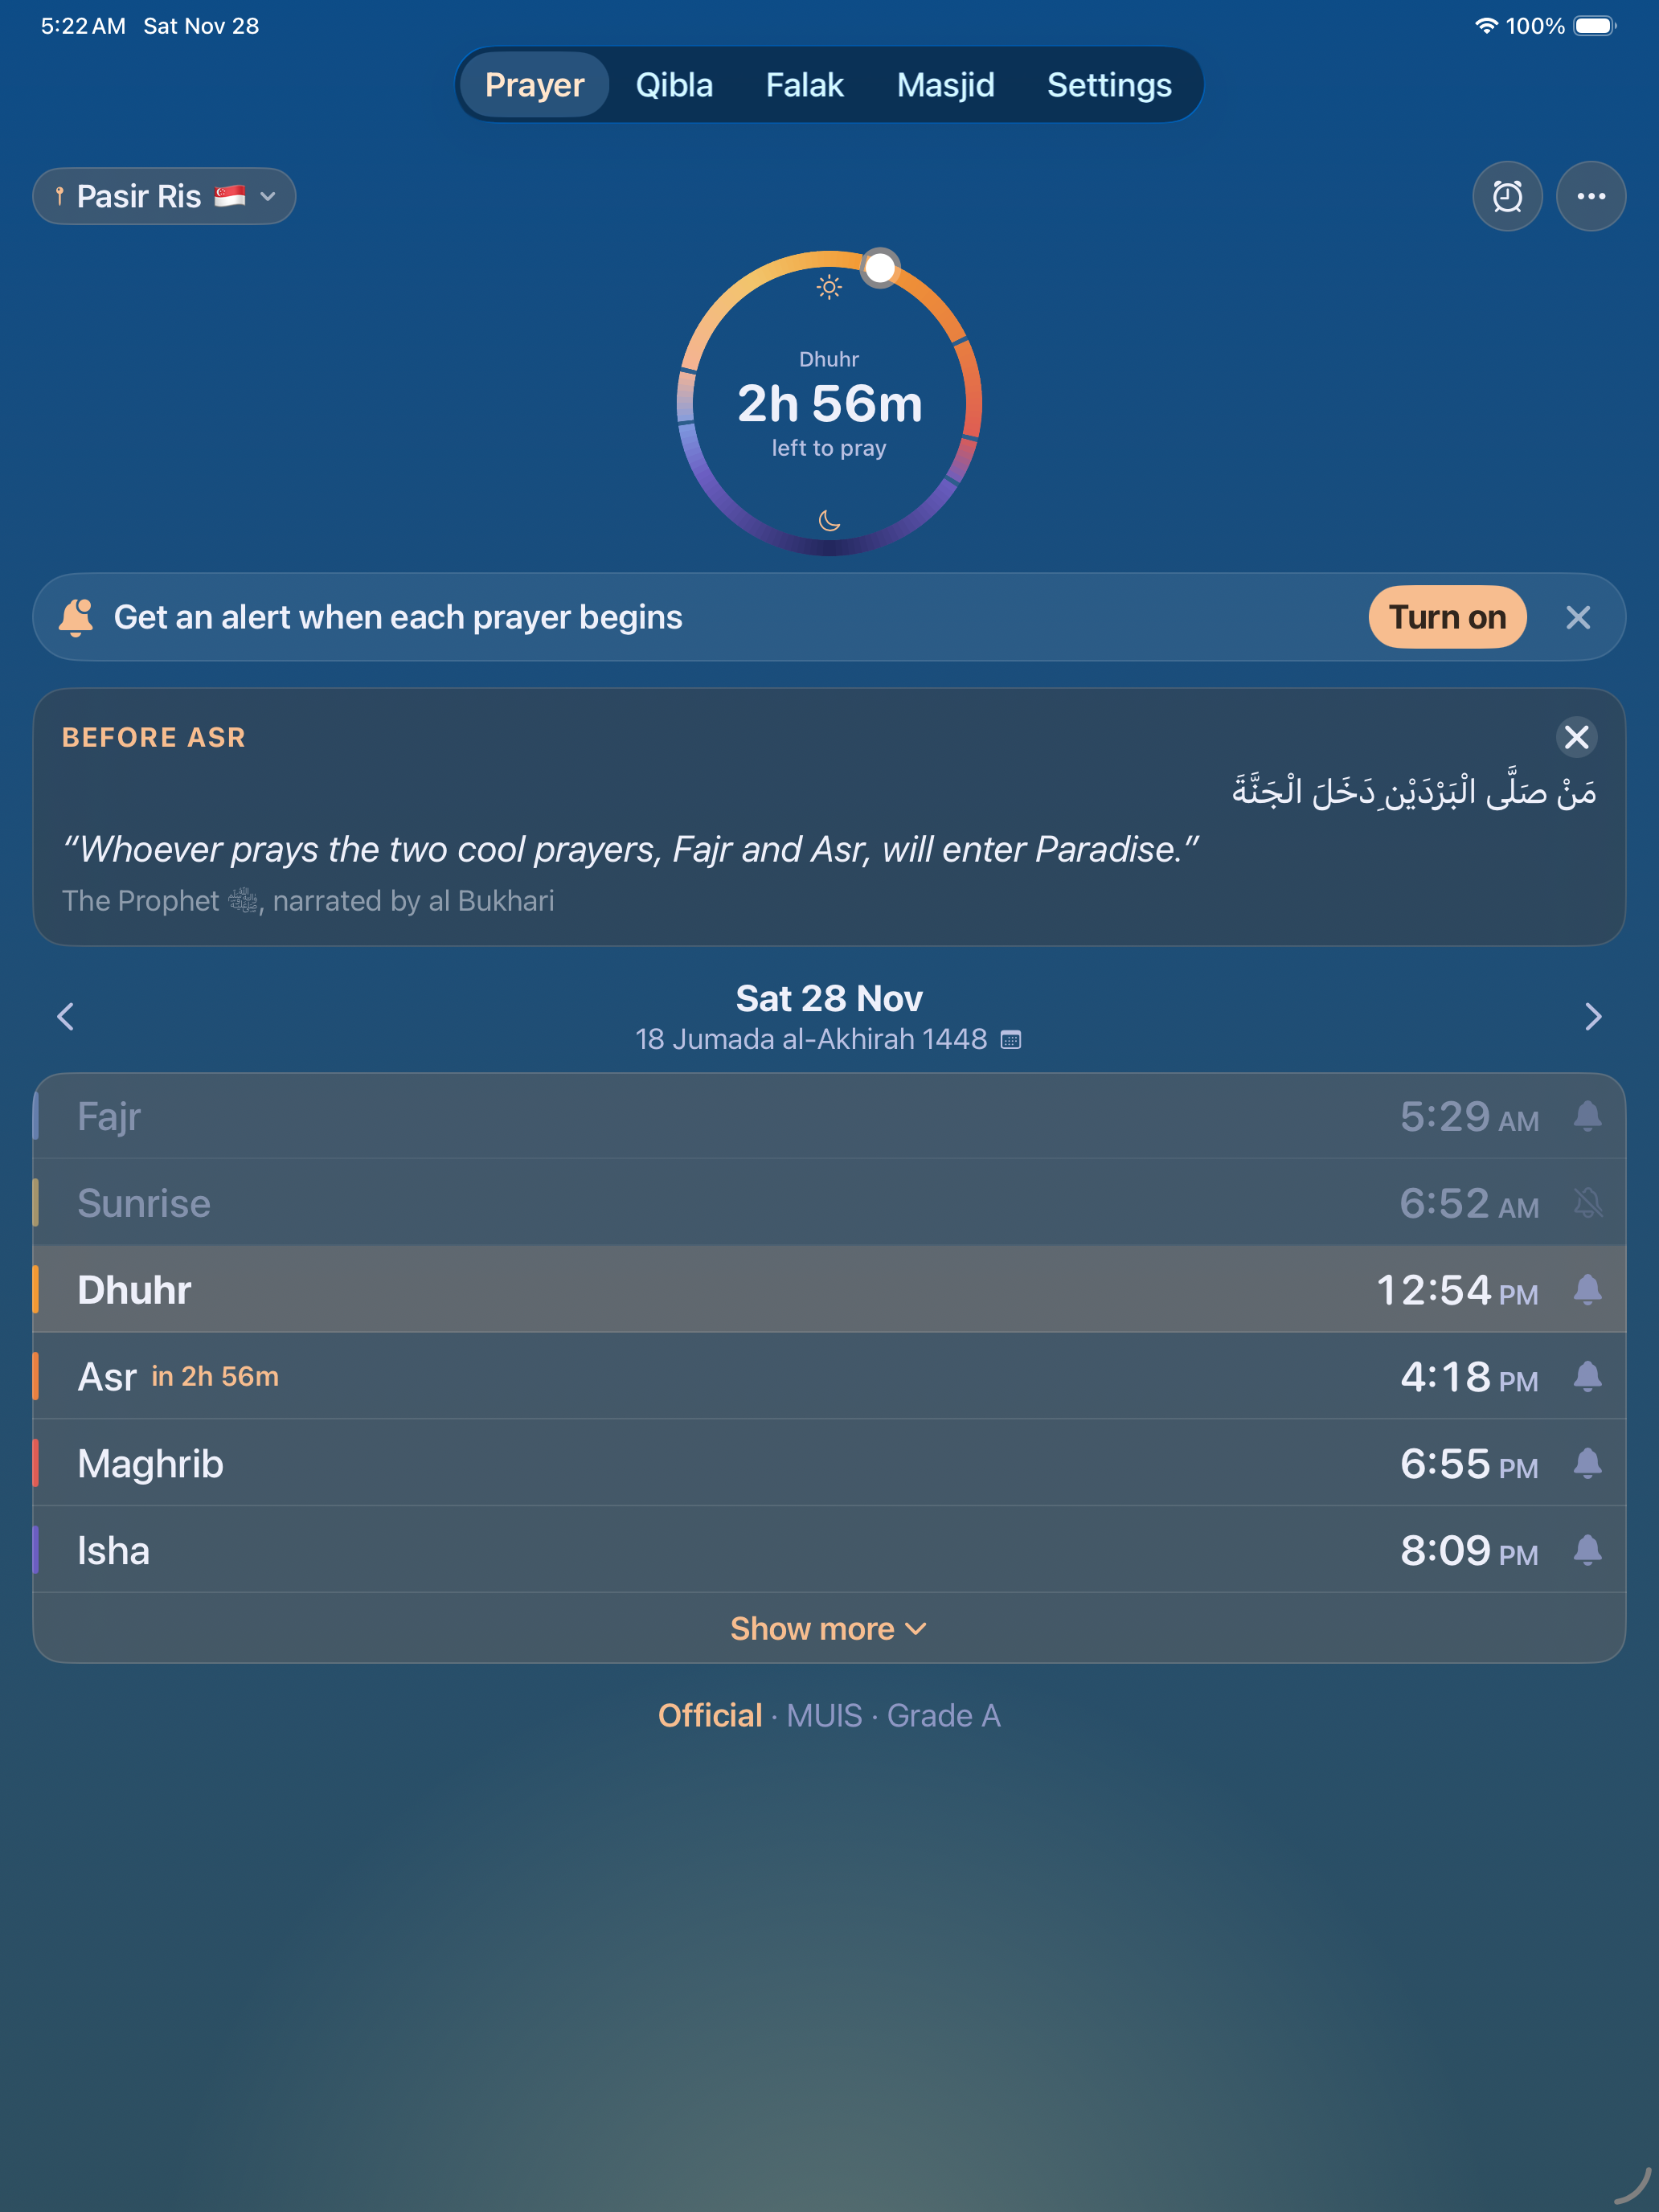 5:22 AM Sat Nov 28
100%
Prayer Qibla Falak Masjid Settings
Pasir Ris 🇸🇬
Dhuhr
2h 56m
left to pray
Get an alert when each prayer begins
Turn on
BEFORE ASR
مَنْ صَلَّى الْبَرْدَيْنِ دَخَلَ الْجَنَّةَ
“Whoever prays the two cool prayers, Fajr and Asr, will enter Paradise.”
The Prophet ﷺ, narrated by al Bukhari
Sat 28 Nov
18 Jumada al-Akhirah 1448
Fajr 5:29 AM
Sunrise 6:52 AM
Dhuhr 12:54 PM
Asr in 2h 56m 4:18 PM
Maghrib 6:55 PM
Isha 8:09 PM
Show more
Official · MUIS · Grade A